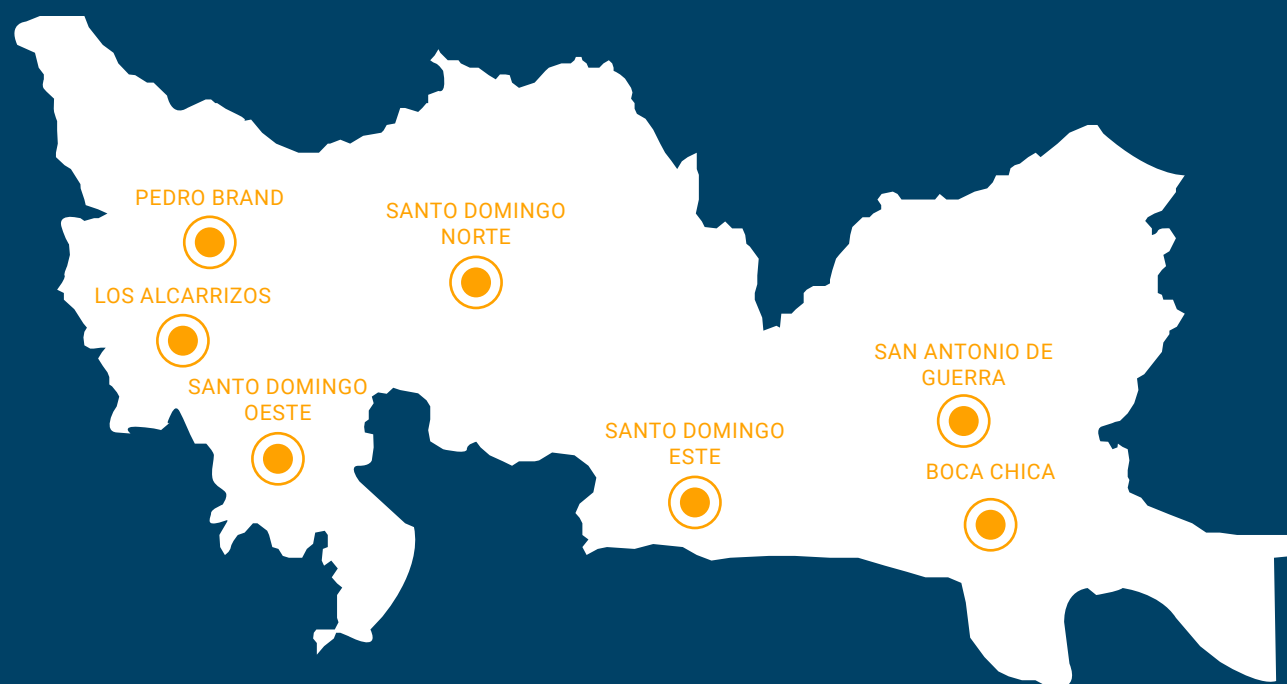 PEDRO BRAND
SANTO DOMINGO
NORTE
LOS ALCARRIZOS
SANTO DOMINGO
OESTE
SANTO DOMINGO
ESTE
SAN ANTONIO DE
GUERRA
BOCA CHICA